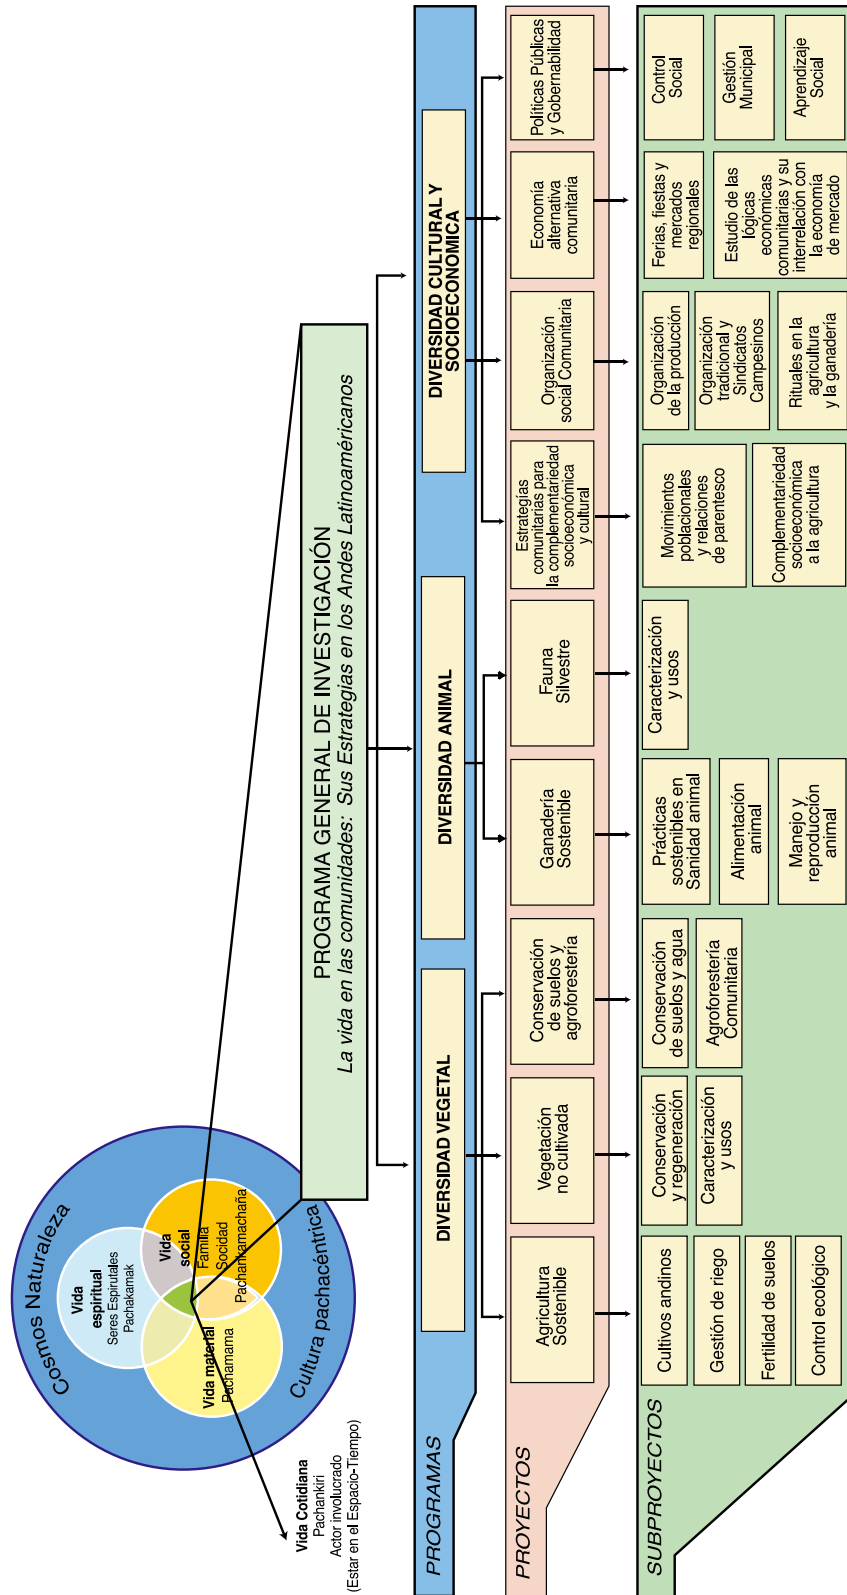 Cosmos Naturaleza
Vida
espiritual
Seres Espirutales
Pachakamak
Vida
social
Familia
Socidad
Pachankamachaña
Vida material
Pachamama
Cultura pachacéntrica
Vida Cotidiana
Pachankiri
Actor involucrado
(Estar en el Espacio-Tiempo)
PROGRAMA GENERAL DE INVESTIGACIÓN
La vida en las comunidades: Sus Estrategias en los Andes Latinoaméricanos
PROGRAMAS
DIVERSIDAD VEGETAL
DIVERSIDAD ANIMAL
DIVERSIDAD CULTURAL Y
SOCIOECONOMICA
PROYECTOS
Agricultura
Sostenible
Vegetación
no cultivada
Conservación
de suelos y
agroforestería
Ganadería
Sostenible
Fauna
Silvestre
Estrategías
comunitarias para
la complementariedad
socioeconómica
y cultural
Organización
social Comunitaria
Economía
alternativa
comunitaria
Políticas Públicas
y Gobernabilidad
SUBPROYECTOS
Cultivos andinos
Gestión de riego
Fertilidad de suelos
Control ecológico
Conservación
y regeneración
Caracterización
y usos
Conservación
de suelos y agua
Agroforestería
Comunitaria
Prácticas
sostenibles en
Sanidad animal
Alimentación
animal
Manejo y
reproducción
animal
Caracterización
y usos
Movimientos
poblacionales
y relaciones
de parentesco
Complementariedad
socioeconómica
a la agricultura
Organización
de la producción
Organización
tradicional y
Sindicatos
Campesinos
Rituales en la
agricultura
y la ganadería
Ferias, fiestas y
mercados
regionales
Estudio de las
lógicas
económicas
comunitarias y su
interrelación con
la economía
de mercado
Control
Social
Gestión
Municipal
Aprendizaje
Social